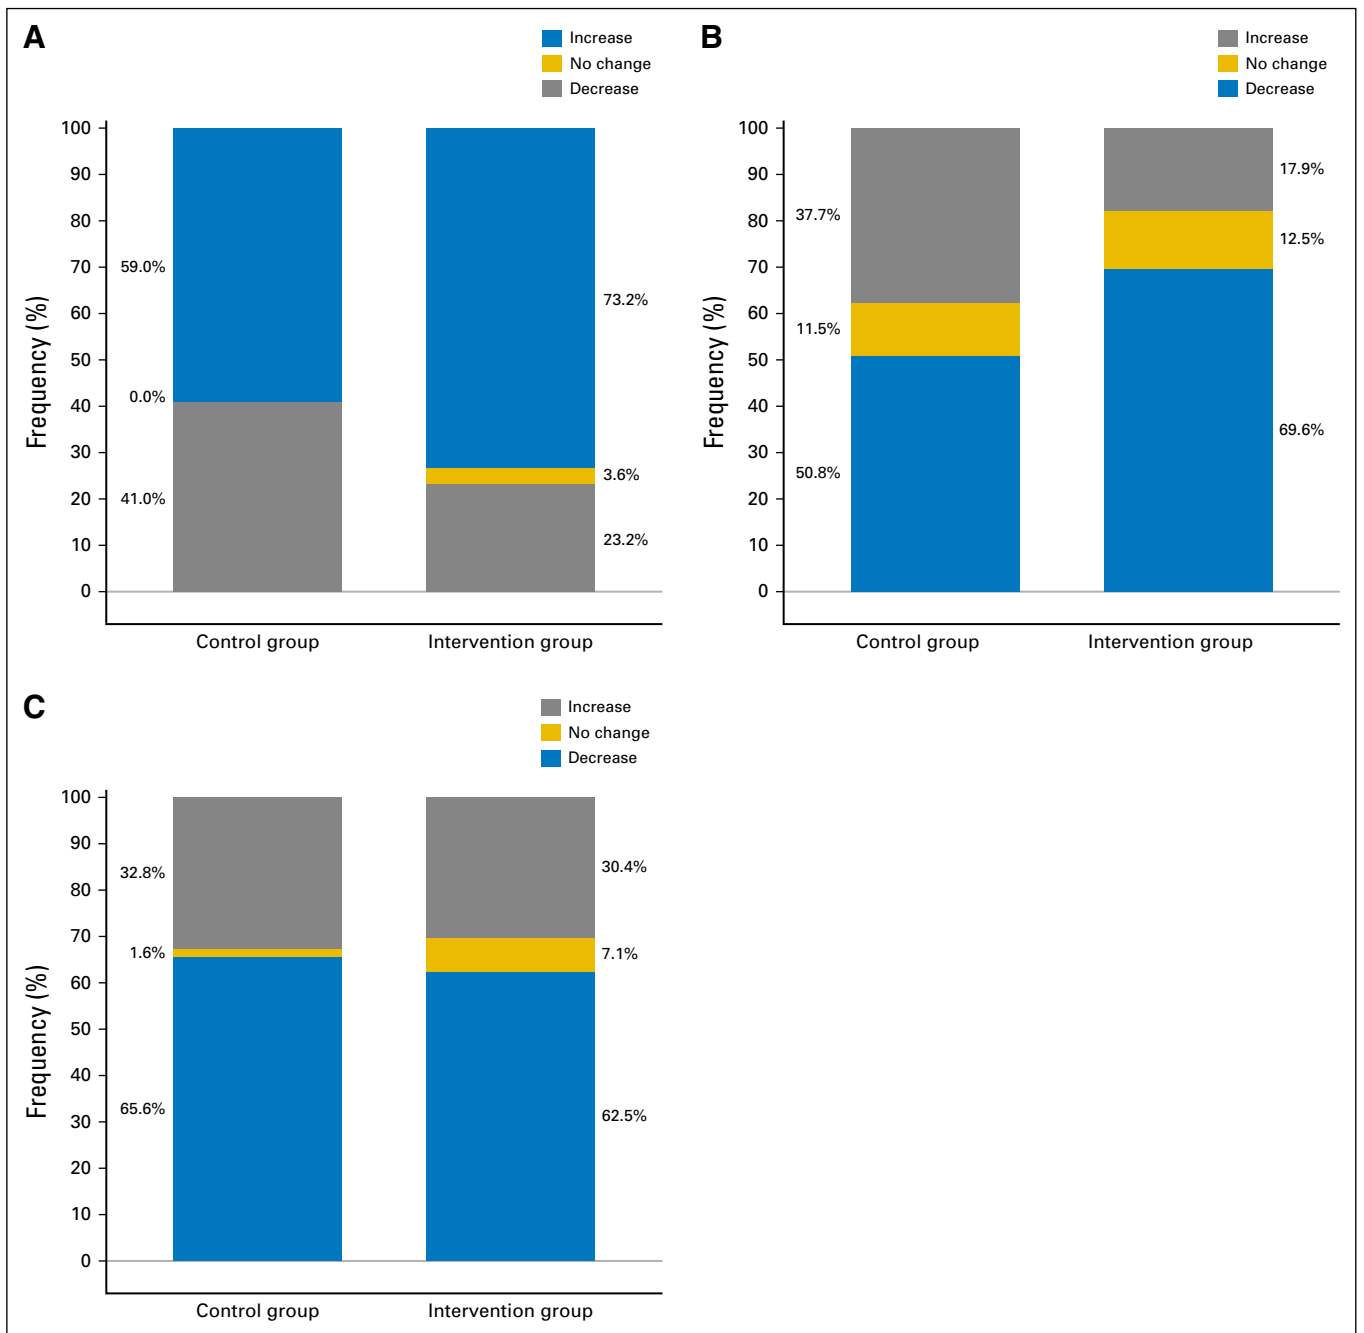 A
Increase
No change
Decrease
100
90
80
70
60
50
40
30
20
10
0
Frequency (%)
59.0%
0.0%
41.0%
73.2%
3.6%
23.2%
Control group
Intervention group
B
Increase
No change
Decrease
100
90
80
70
60
50
40
30
20
10
0
Frequency (%)
37.7%
11.5%
50.8%
17.9%
12.5%
69.6%
Control group
Intervention group
C
Increase
No change
Decrease
100
90
80
70
60
50
40
30
20
10
0
Frequency (%)
32.8%
1.6%
65.6%
30.4%
7.1%
62.5%
Control group
Intervention group